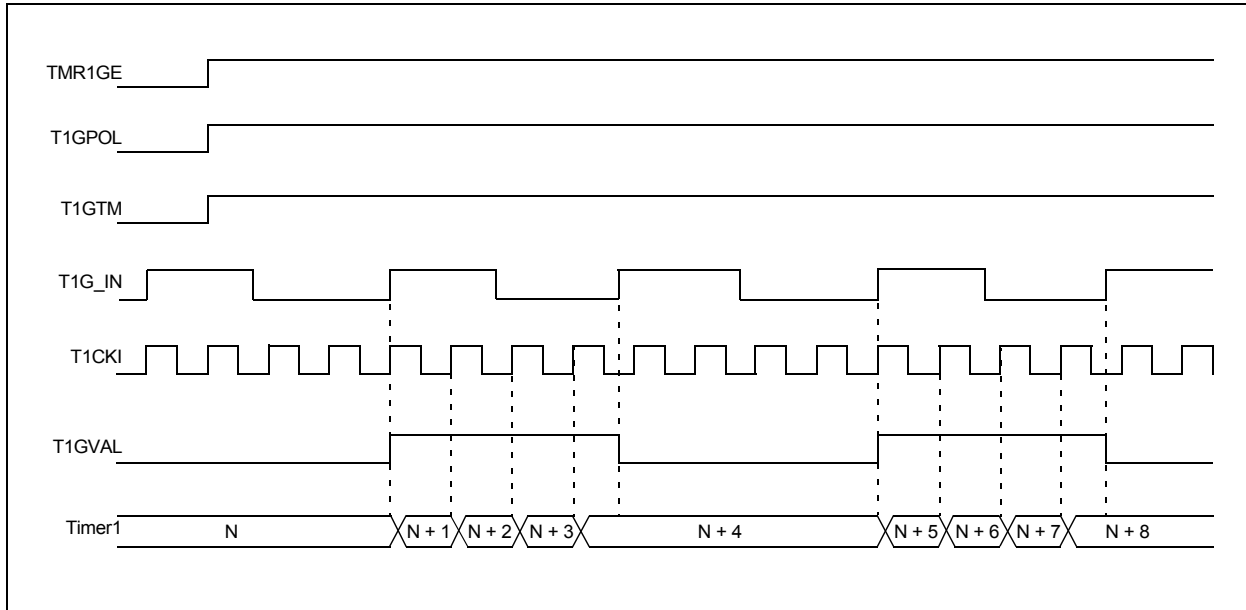 TMR1GE
T1GPOL
T1GTM
T1G_IN
T1CKI
T1GVAL
Timer1 N N + 1 N + 2 N + 3 N + 4 N + 5 N + 6 N + 7 N + 8